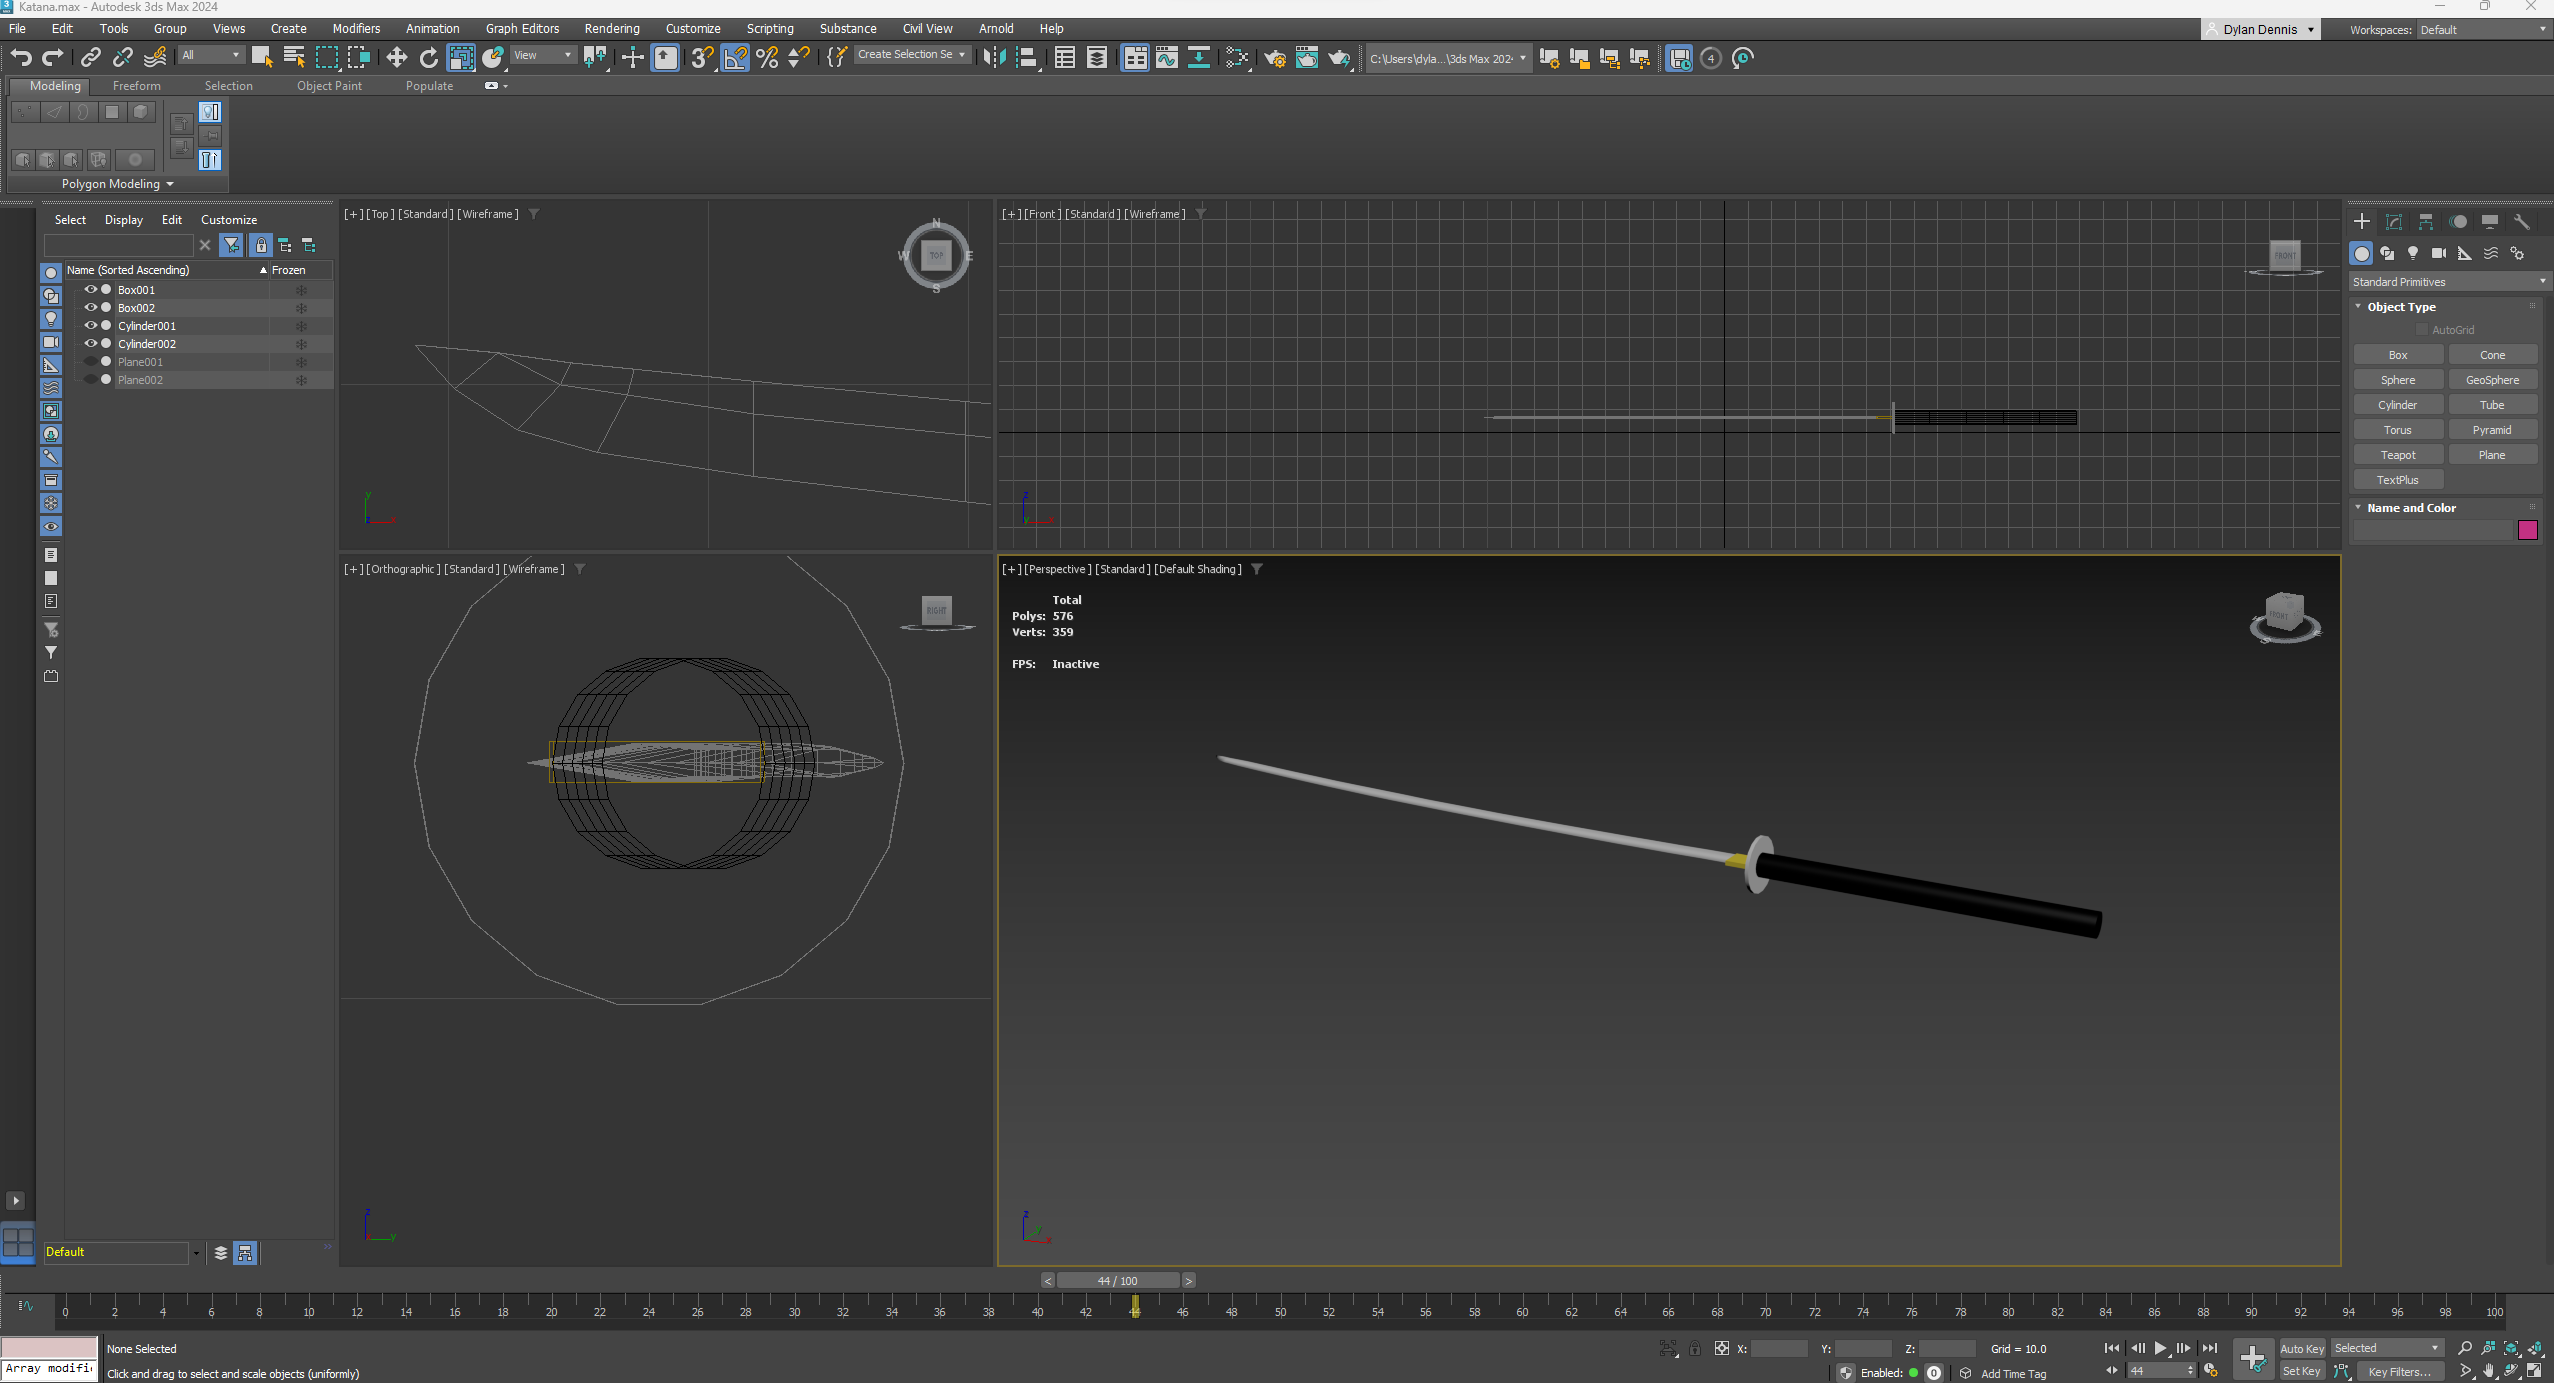 Katana.max - Autodesk 3ds Max 2024
File Edit Tools Group Views Create Modifiers Animation Graph Editors Rendering Customize Scripting Substance Civil View Arnold Help
Dylan Dennis
Workspaces: Default
All
View
Create Selection Se
C:\Users\dyla...\3ds Max 202
4
Modeling Freeform Selection Object Paint Populate
Polygon Modeling
Select Display Edit Customize
Name (Sorted Ascending) Frozen
Box001
Box002
Cylinder001
Cylinder002
Plane001
Plane002
Default
[+] [Top] [Standard] [Wireframe]
N
W TOP E
S
y
x
[+] [Front] [Standard] [Wireframe]
FRONT
z
[+] [Orthographic] [Standard] [Wireframe]
RIGHT
z
y
[+] [Perspective] [Standard] [Default Shading]
Total
Polys: 576
Verts: 359
FPS: Inactive
FRONT
z
y
x
Standard Primitives
Object Type
AutoGrid
Box Cone
Sphere GeoSphere
Cylinder Tube
Torus Pyramid
Teapot Plane
TextPlus
Name and Color
< 44 / 100 >
0 2 4 6 8 10 12 14 16 18 20 22 24 26 28 30 32 34 36 38 40 42 44 46 48 50 52 54 56 58 60 62 64 66 68 70 72 74 76 78 80 82 84 86 88 90 92 94 96 98 100
None Selected
X: Y: Z: Grid = 10.0
Auto Key Selected
Array modifi
Click and drag to select and scale objects (uniformly)
Enabled: 0 Add Time Tag
44
Set Key Key Filters...